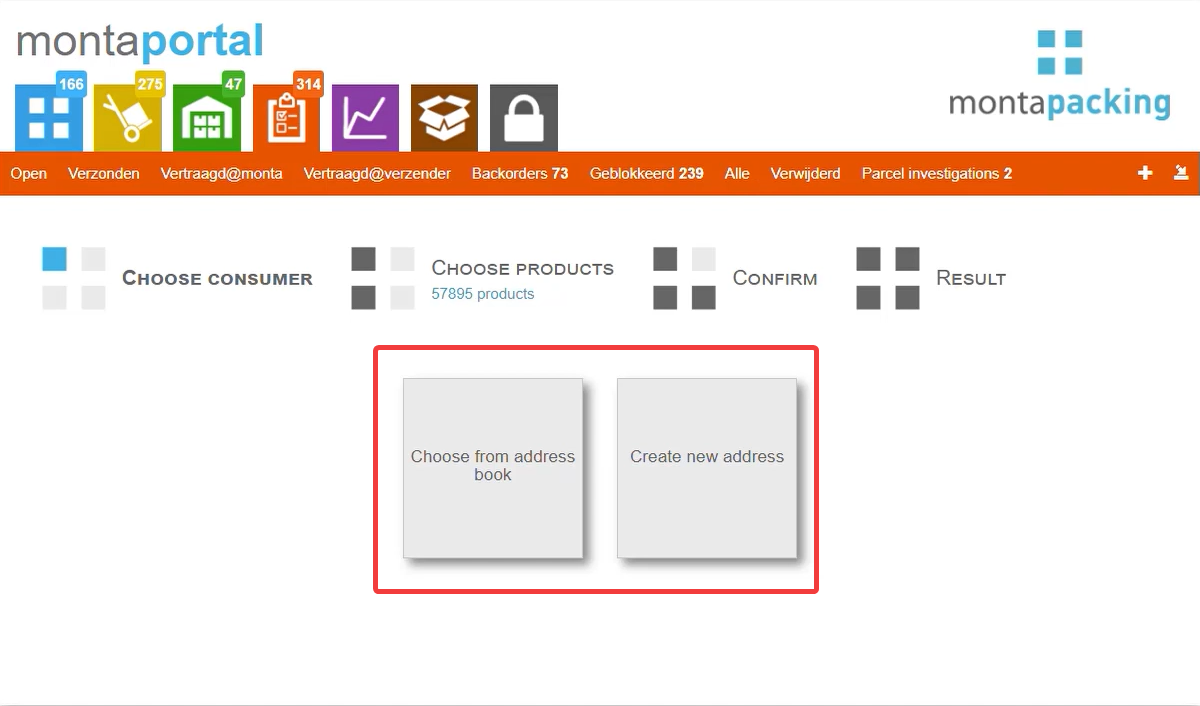 montaportal
montapacking
166 275 47 314
Open Verzonden Vertraagd@monta Vertraagd@verzender Backorders 73 Geblokkeerd 239 Alle Verwijderd Parcel investigations 2
Choose consumer
Choose products
57895 products
Confirm
Result
Choose from address
book
Create new address